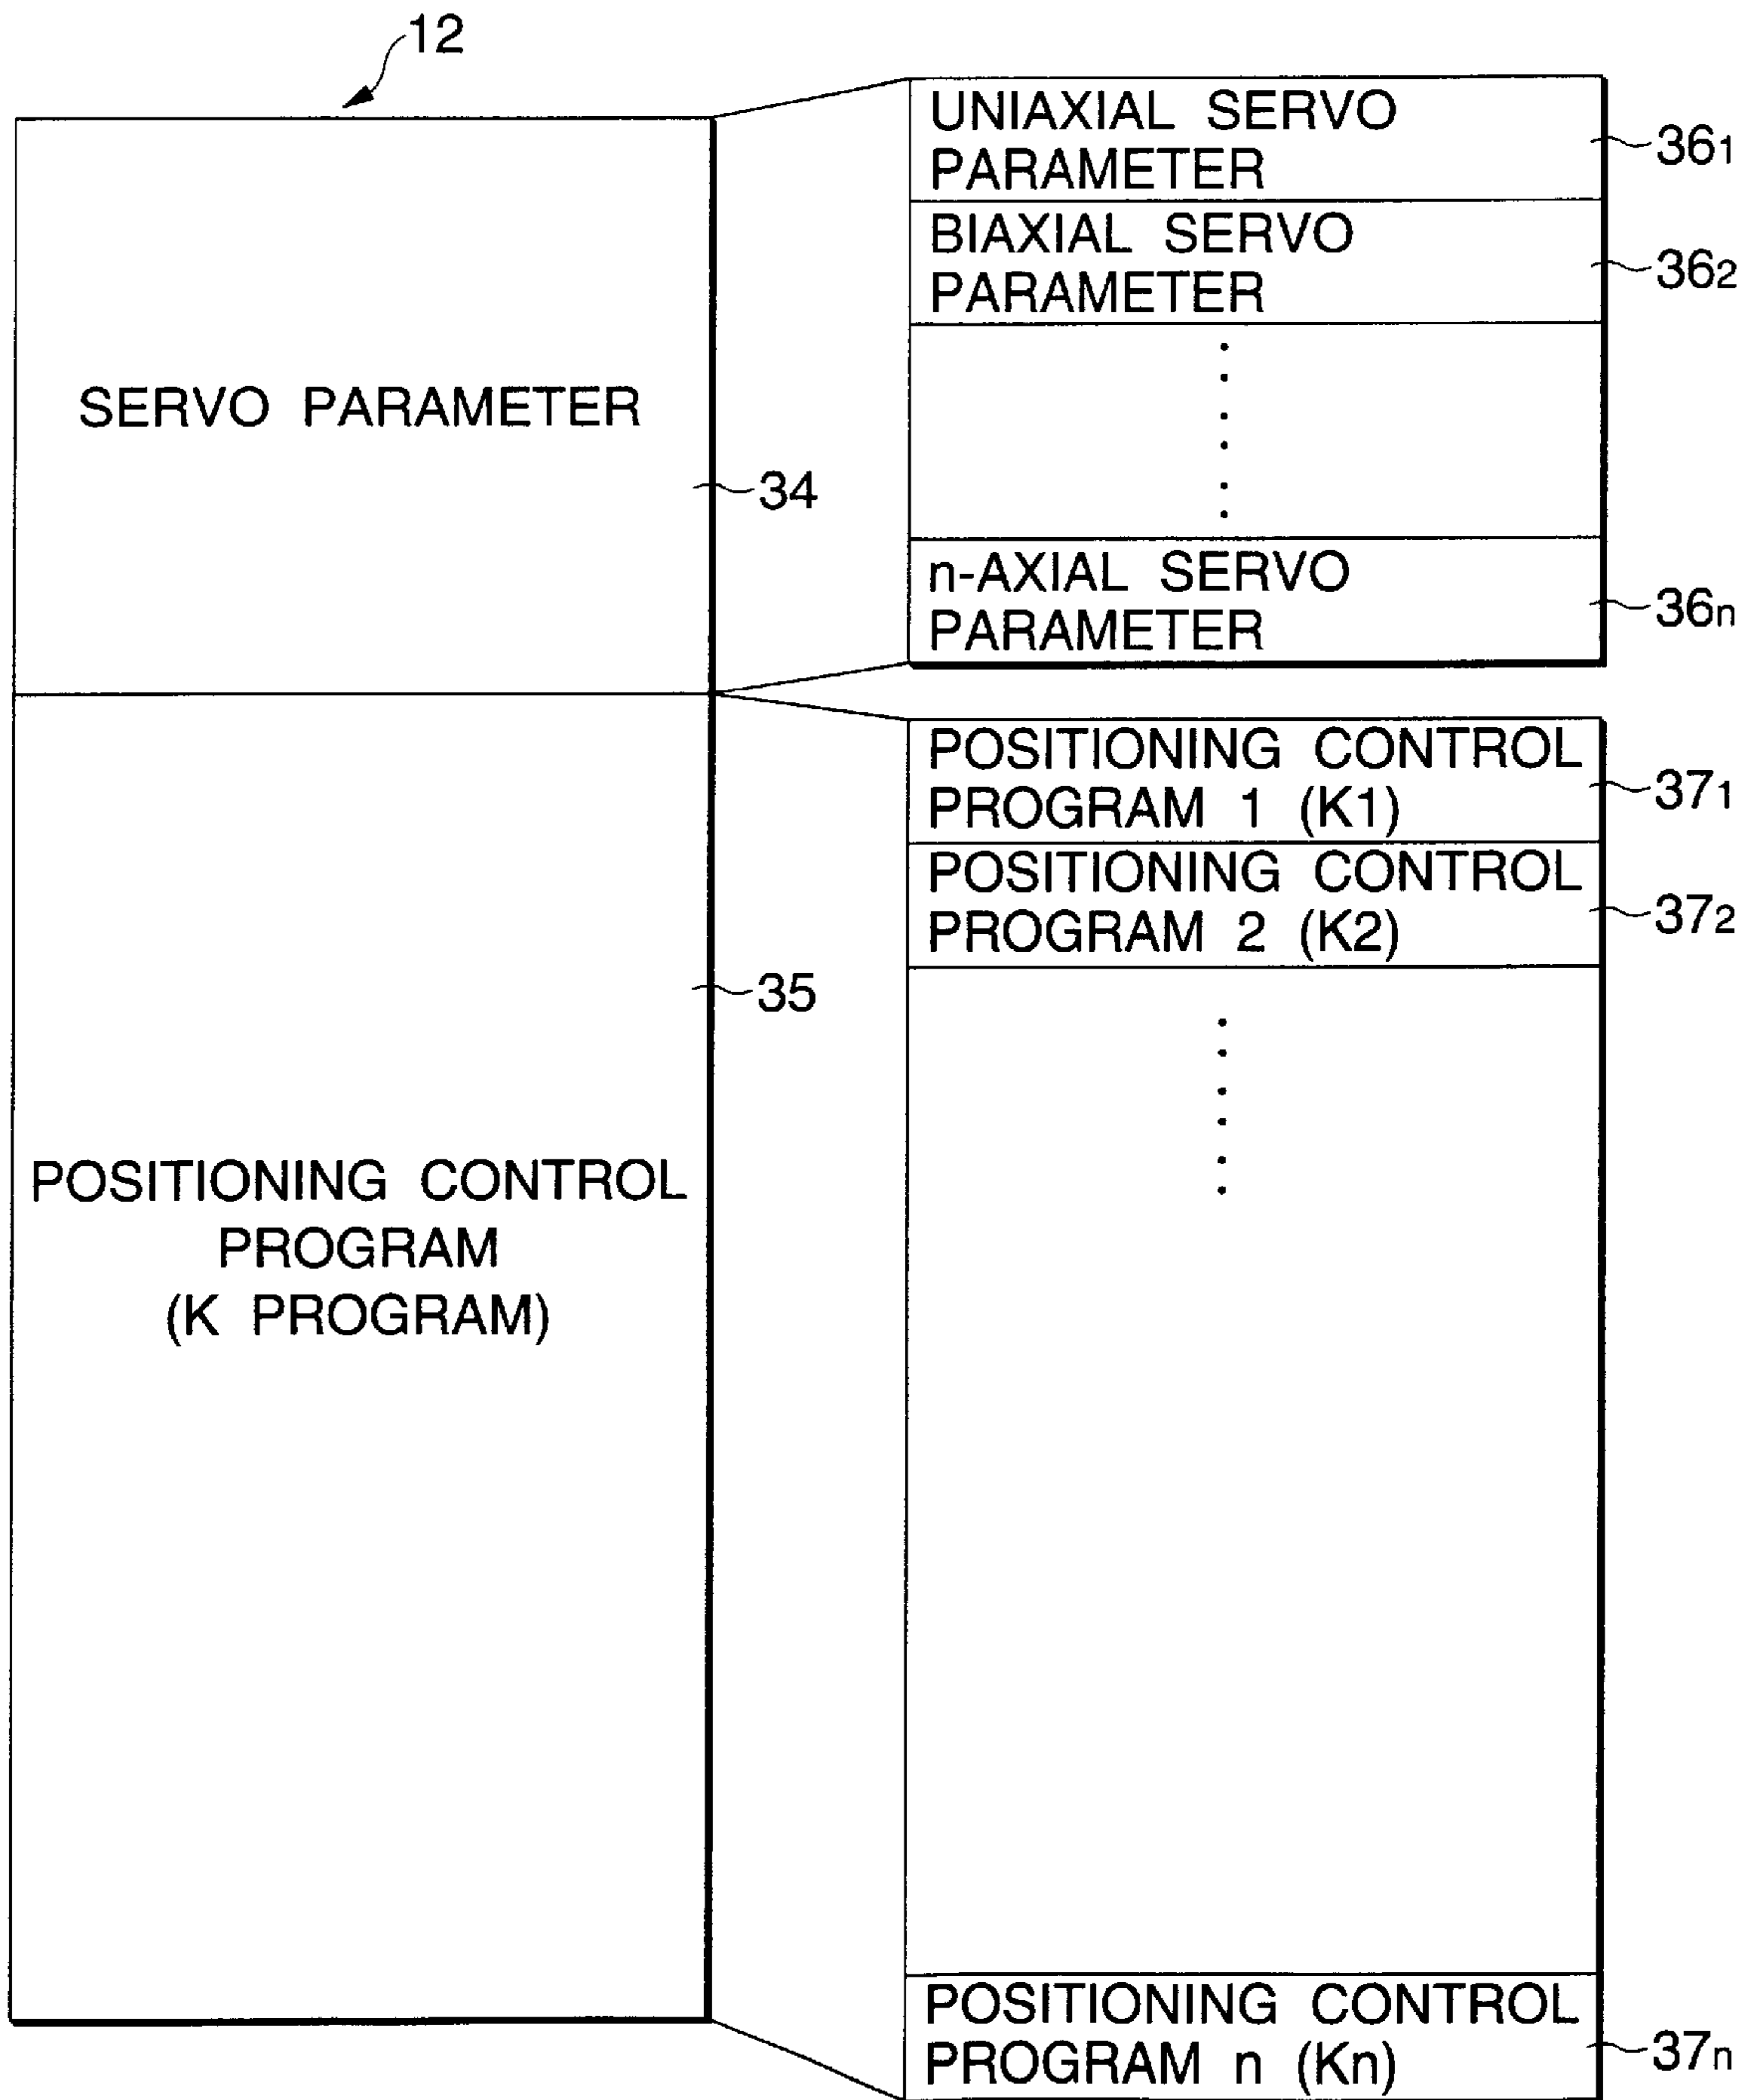 12
SERVO PARAMETER
34
POSITIONING CONTROL
PROGRAM
(K PROGRAM)
35
UNIAXIAL SERVO
PARAMETER
36₁
BIAXIAL SERVO
PARAMETER
36₂
n-AXIAL SERVO
PARAMETER
36n
POSITIONING CONTROL
PROGRAM 1 (K1)
37₁
POSITIONING CONTROL
PROGRAM 2 (K2)
37₂
POSITIONING CONTROL
PROGRAM n (Kn)
37n